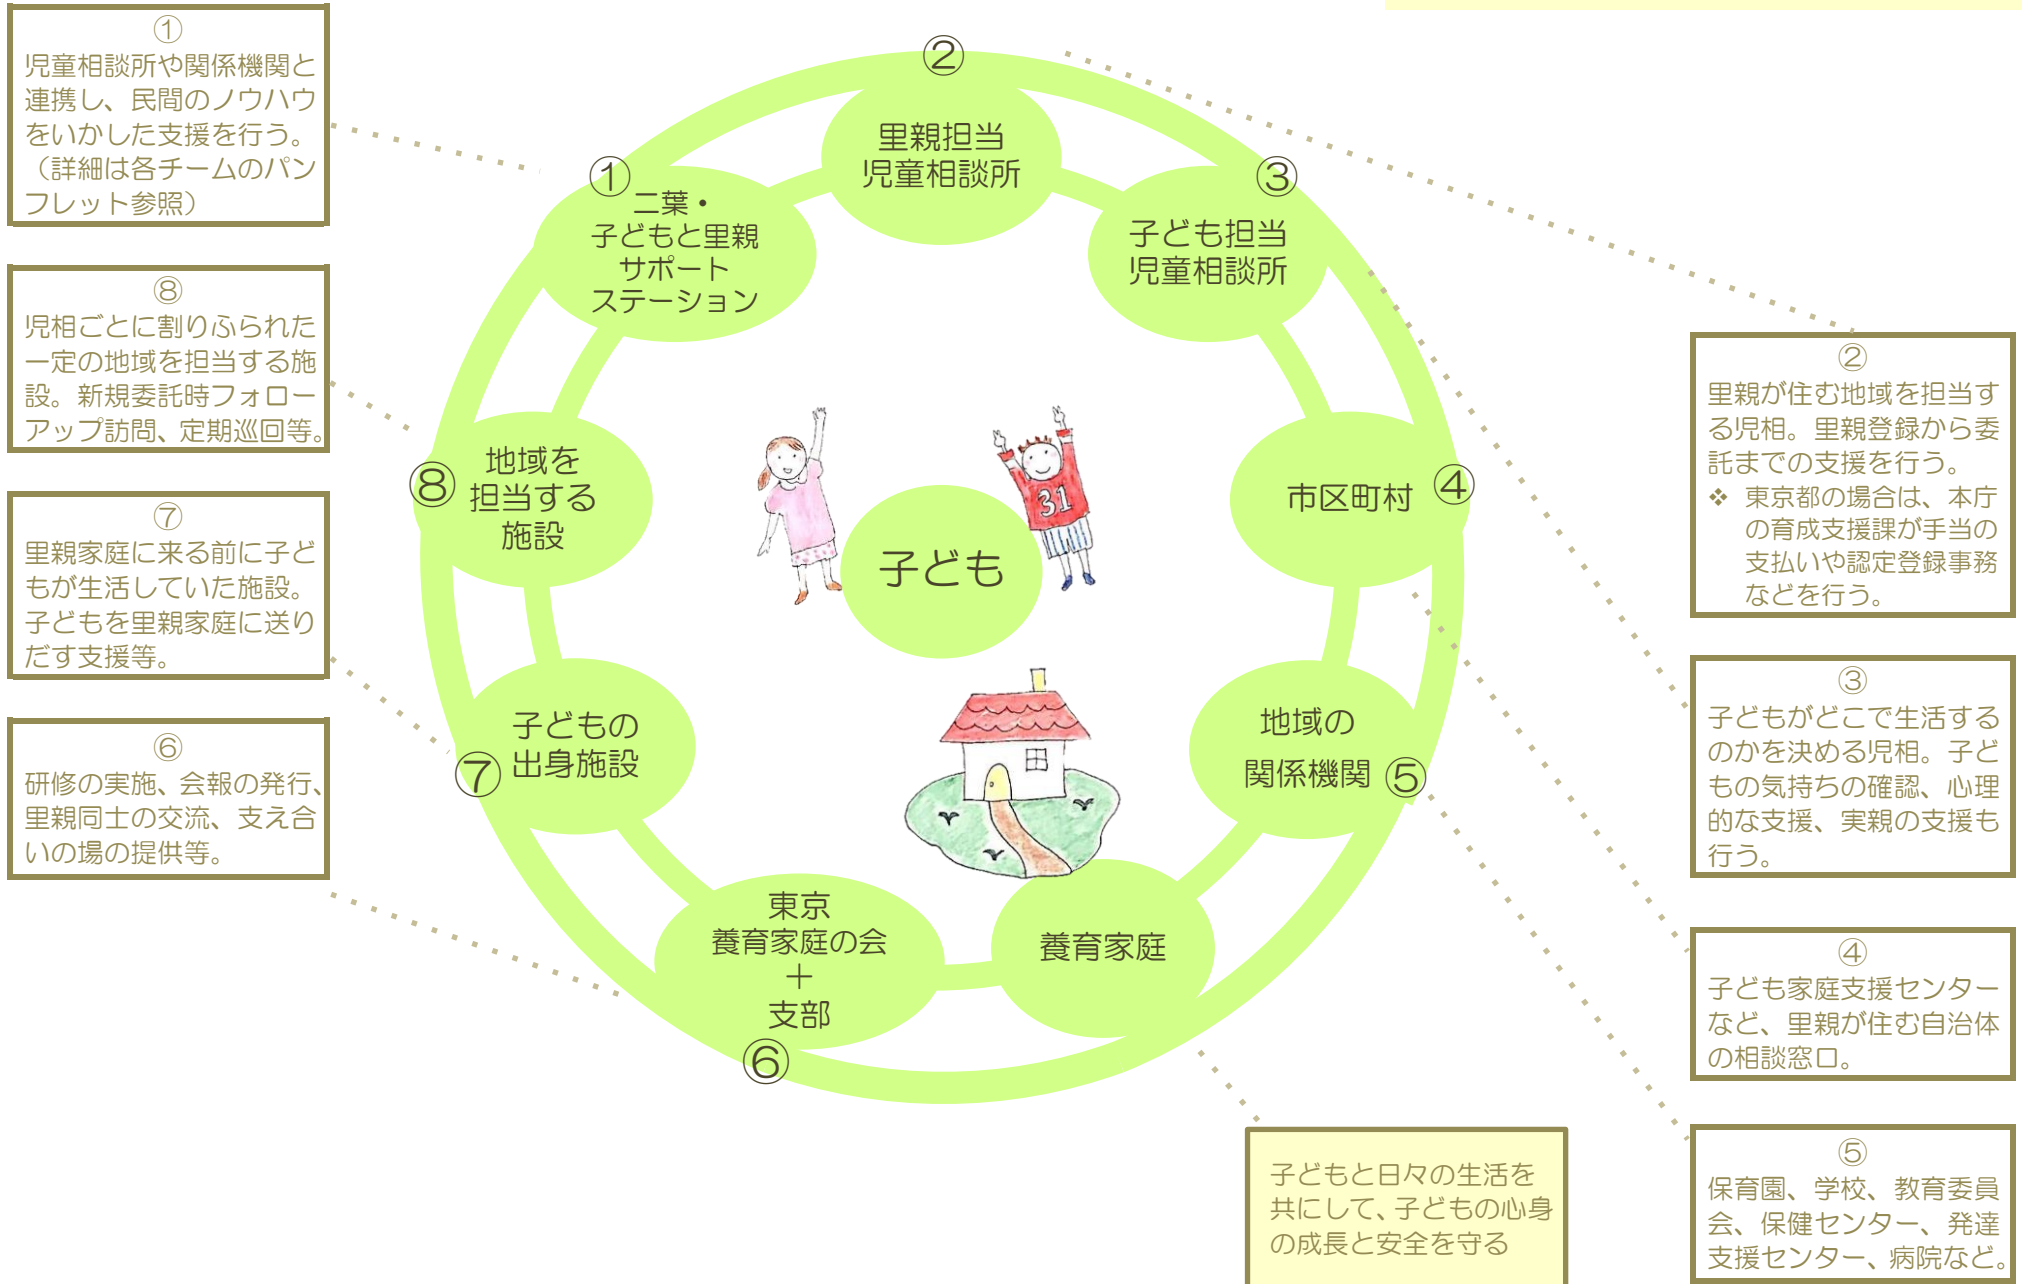 ①
児童相談所や関係機関と
連携し、民間のノウハウ
をいかした支援を行う。
（詳細は各チームのパン
フレット参照）
⑧
児相ごとに割りふられた
一定の地域を担当する施
設。新規委託時フォロー
アップ訪問、定期巡回等。
⑦
里親家庭に来る前に子ど
もが生活していた施設。
子どもを里親家庭に送り
だす支援等。
⑥
研修の実施、会報の発行、
里親同士の交流、支え合
いの場の提供等。
②
里親担当
児童相談所
①
二葉・
子どもと里親
サポート
ステーション
③
子ども担当
児童相談所
⑧
地域を
担当する
施設
31
子ども
市区町村
④
⑦
子どもの
出身施設
地域の
関係機関
⑤
東京
養育家庭の会
＋
支部
⑥
養育家庭
②
里親が住む地域を担当す
る児相。里親登録から委
託までの支援を行う。
❖ 東京都の場合は、本庁
の育成支援課が手当の
支払いや認定登録事務
などを行う。
③
子どもがどこで生活する
のかを決める児相。子ど
もの気持ちの確認、心理
的な支援、実親の支援も
行う。
④
子ども家庭支援センター
など、里親が住む自治体
の相談窓口。
⑤
保育園、学校、教育委員
会、保健センター、発達
支援センター、病院など。
子どもと日々の生活を
共にして、子どもの心身
の成長と安全を守る